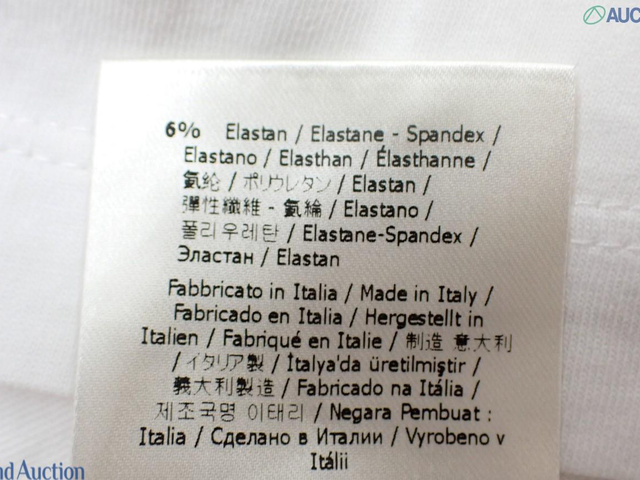 AUC
6% Elastan / Elastane - Spandex /
Elastano / Elasthan / Élasthanne /
氨纶 / ポリウレタン / Elastan /
彈性纖維 - 氨綸 / Elastano /
폴리우레탄 / Elastane-Spandex /
Эластан / Elastan
Fabbricato in Italia / Made in Italy /
Fabricado en Italia / Hergestellt in
Italien / Fabriqué en Italie / 制造 意大利
/ イタリア製 / İtalya'da üretilmiştir /
義大利製造 / Fabricado na Itália /
제조국명 이태리 / Negara Pembuat :
Italia / Сделано в Италии / Vyrobeno v
Itálii
nd Auction